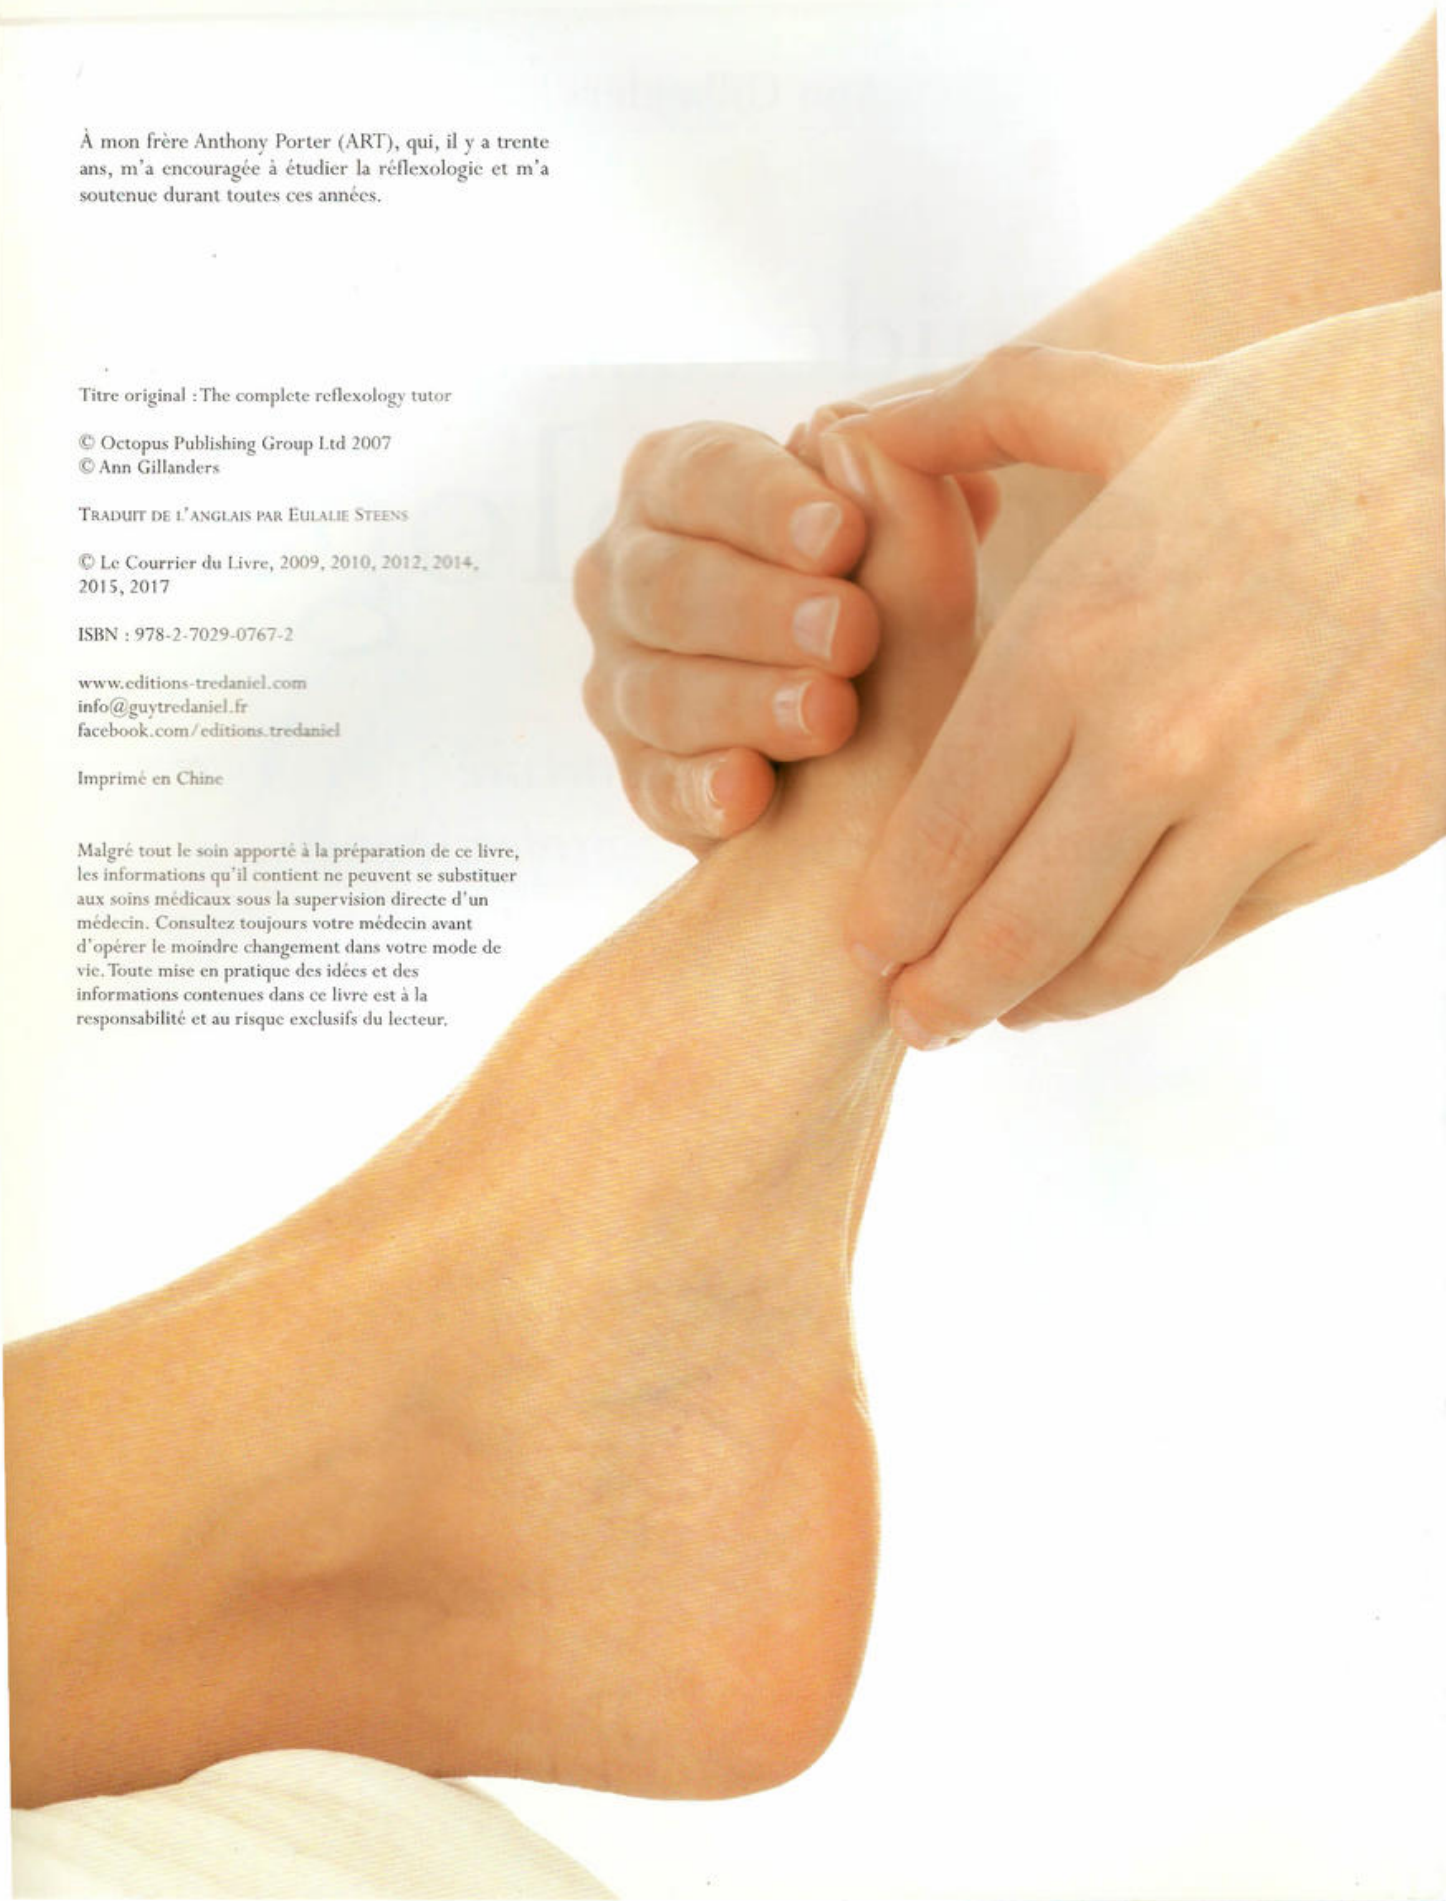 À mon frère Anthony Porter (ART), qui, il y a trente
ans, m'a encouragée à étudier la réflexologie et m'a
soutenue durant toutes ces années.
Titre original : The complete reflexology tutor
© Octopus Publishing Group Ltd 2007
© Ann Gillanders
TRADUIT DE L'ANGLAIS PAR EULALIE STEENS
© Le Courrier du Livre, 2009, 2010, 2012, 2014,
2015, 2017
ISBN : 978-2-7029-0767-2
www.editions-tredaniel.com
info@guytredaniel.fr
facebook.com/editions.tredaniel
Imprimé en Chine
Malgré tout le soin apporté à la préparation de ce livre,
les informations qu'il contient ne peuvent se substituer
aux soins médicaux sous la supervision directe d'un
médecin. Consultez toujours votre médecin avant
d'opérer le moindre changement dans votre mode de
vie. Toute mise en pratique des idées et des
informations contenues dans ce livre est à la
responsabilité et au risque exclusifs du lecteur.